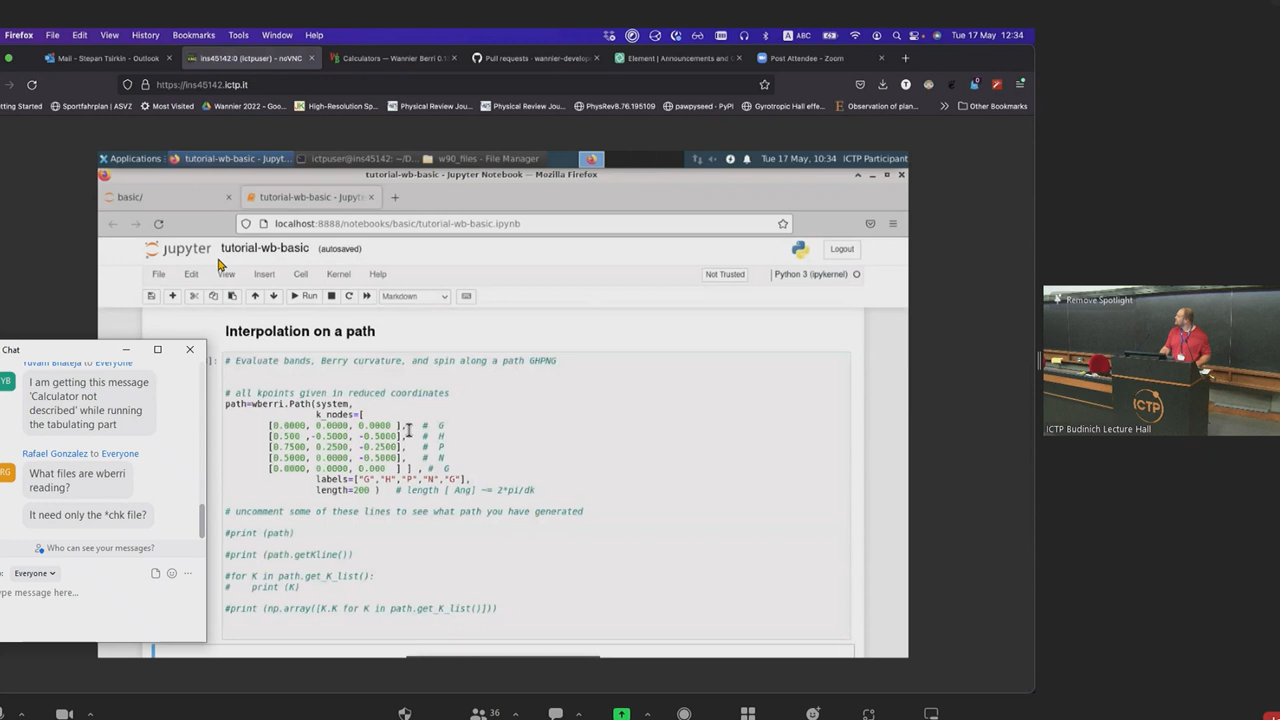 Firefox File Edit View History Bookmarks Tools Window Help ABC Tue 17 May 12:34
Mail – Stepan Tsirkin – Outlook ins45142:0 (ictpuser) - noVNC Calculators — Wannier Berri 0.1 Pull requests · wannier-develop Element | Announcements and G Post Attendee - Zoom
https://ins45142.ictp.it
tting Started Sportfahrplan | ASVZ Most Visited Wannier 2022 - Goo... High-Resolution Sp... Physical Review Jou... Physical Review Jou... PhysRevB.76.195109 pawpyseed · PyPI Gyrotropic Hall effe... Observation of plan... Other Bookmarks
Applications tutorial-wb-basic - Jupyt... ictpuser@ins45142: ~/D... w90_files - File Manager Tue 17 May, 10:34 ICTP Participant
tutorial-wb-basic - Jupyter Notebook — Mozilla Firefox
basic/ tutorial-wb-basic - Jupyte
localhost:8888/notebooks/basic/tutorial-wb-basic.ipynb
jupyter tutorial-wb-basic (autosaved) Logout
File Edit View Insert Cell Kernel Help Not Trusted Python 3 (ipykernel)
Run Markdown
Interpolation on a path
# Evaluate bands, Berry curvature, and spin along a path GHPNG
# all kpoints given in reduced coordinates
path=wberri.Path(system,
k_nodes=[
[0.0000, 0.0000, 0.0000 ], # G
[0.500 ,-0.5000, -0.5000], # H
[0.7500, 0.2500, -0.2500], # P
[0.5000, 0.0000, -0.5000], # N
[0.0000, 0.0000, 0.000 ] ] , # G
labels=["G","H","P","N","G"],
length=200 ) # length [ Ang] ~= 2*pi/dk
# uncomment some of these lines to see what path you have generated
#print (path)
#print (path.getKline())
#for K in path.get_K_list():
# print (K)
#print (np.array([K.K for K in path.get_K_list()]))
Chat
Yuvam Bhateja to Everyone
YB
I am getting this message
'Calculator not
described' while running
the tabulating part
Rafael Gonzalez to Everyone
RG
What files are wberri
reading?
It need only the *chk file?
Who can see your messages?
Everyone
ype message here...
Remove Spotlight
ICTP
ICTP Budinich Lecture Hall
36